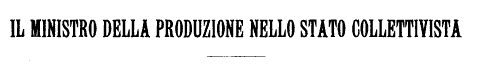 IL MINISTRO DELLA PRODUZIONE NELLO STATO COLLETTIVISTA